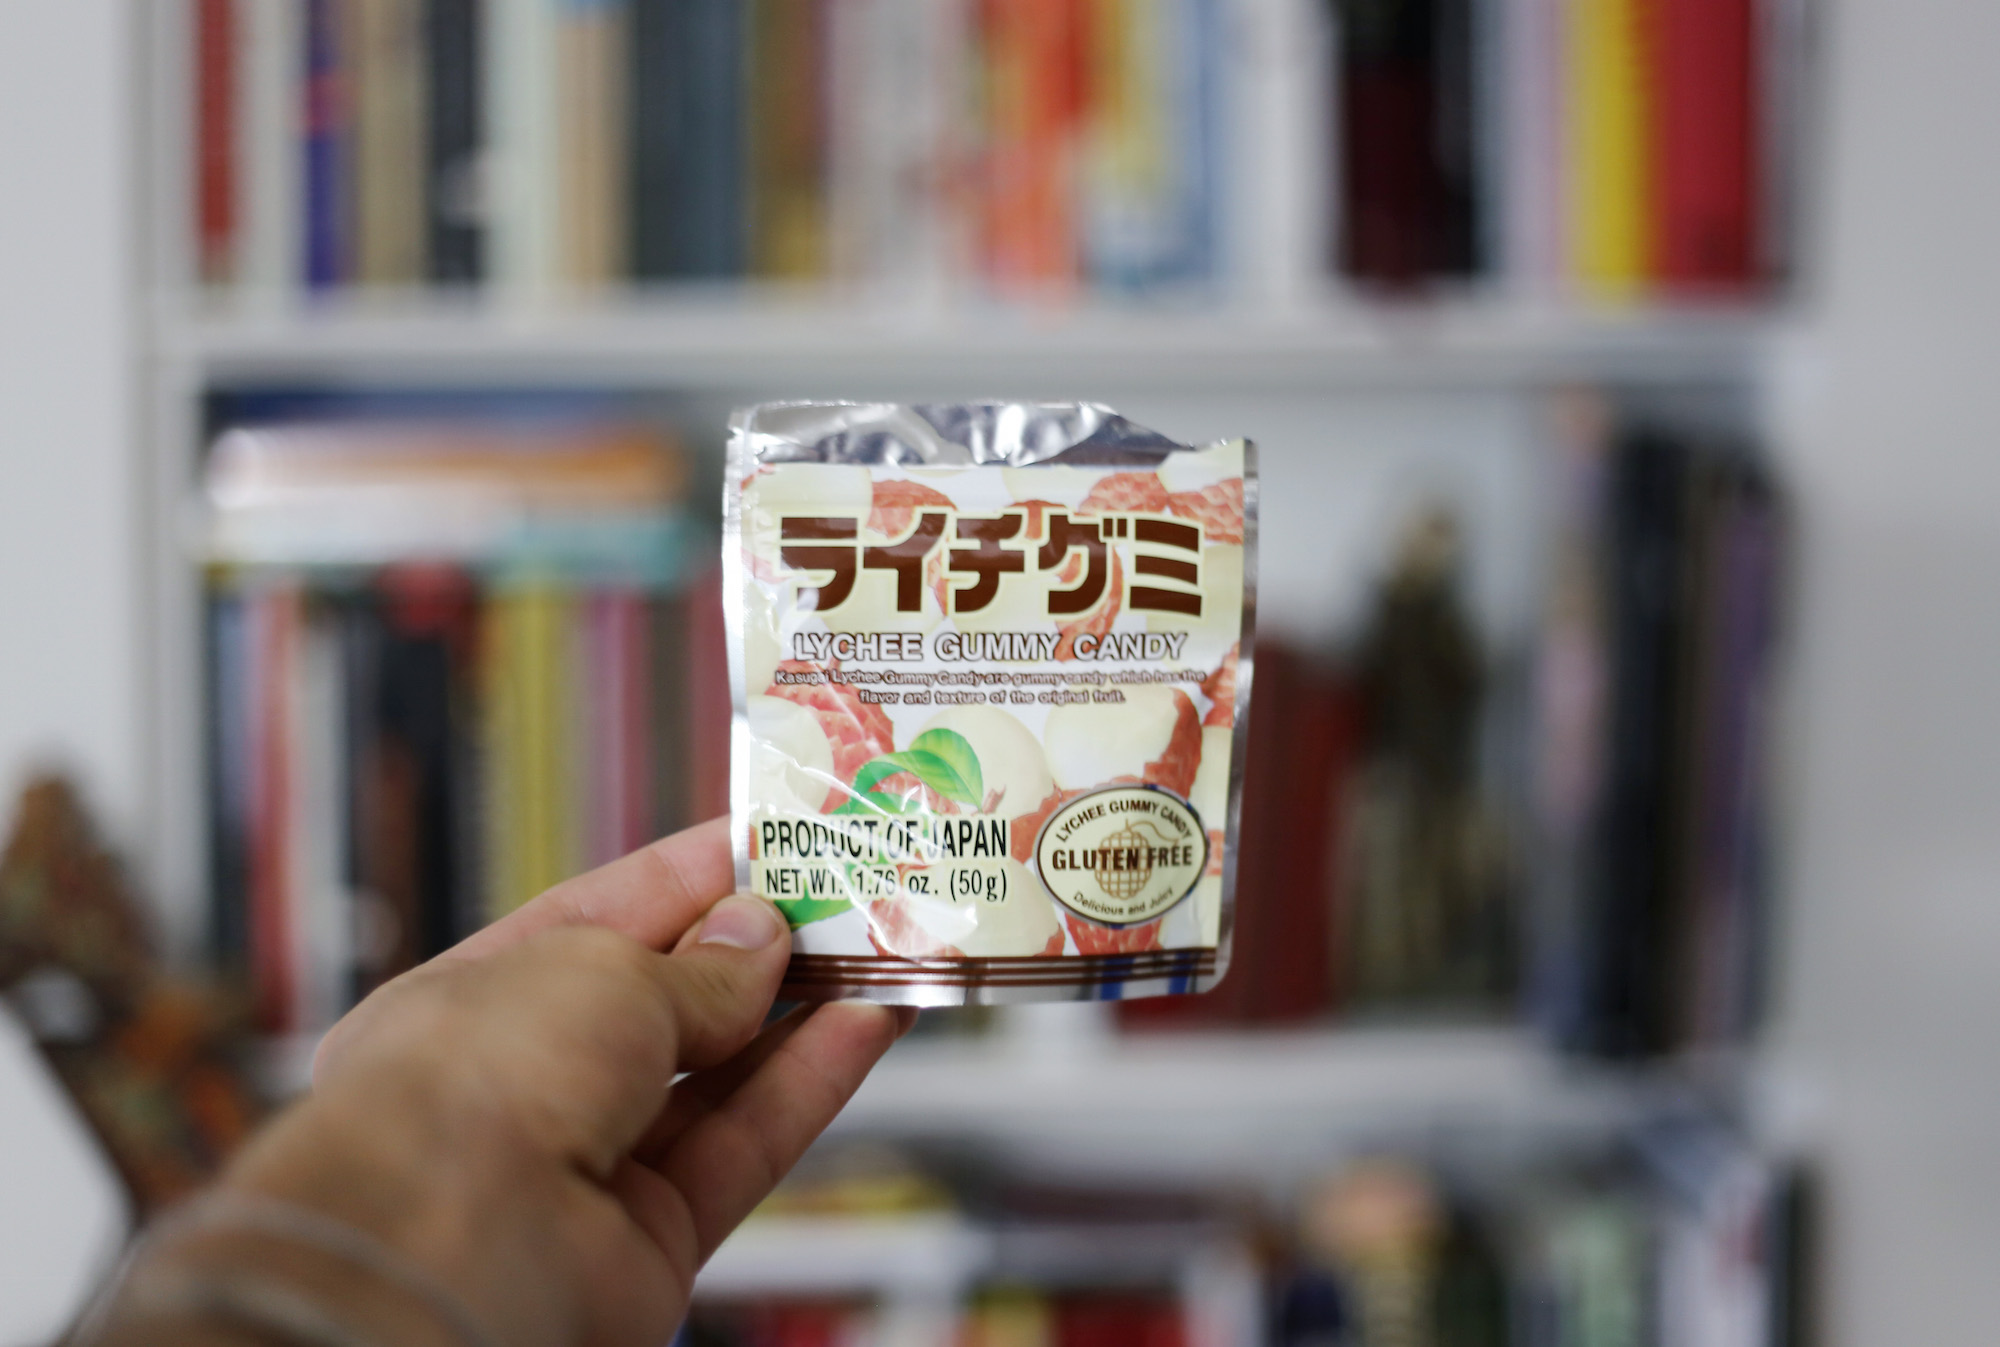 ライチグミ
LYCHEE GUMMY CANDY
Kasugai Lychee Gummy Candy are gummy candy which has the
flavor and texture of the original fruit.
PRODUCT OF JAPAN
NET WT. 1.76 oz. (50g)
LYCHEE GUMMY CANDY
GLUTEN FREE
Delicious and Juicy